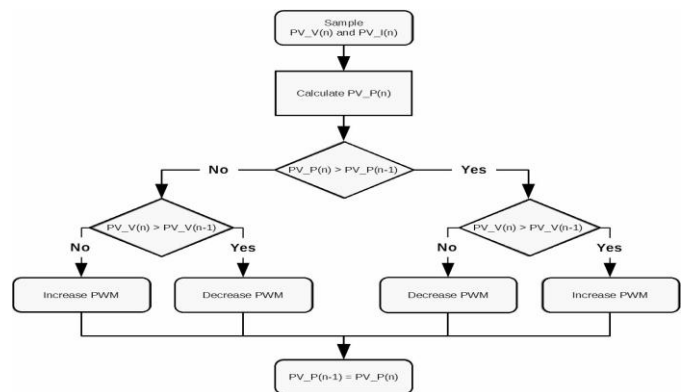 Sample
PV_V(n) and PV_I(n)
Calculate PV_P(n)
No
PV_P(n) > PV_P(n-1)
Yes
PV_V(n) > PV_V(n-1)
PV_V(n) > PV_V(n-1)
No
Yes
No
Yes
Increase PWM
Decrease PWM
Decrease PWM
Increase PWM
PV_P(n-1) = PV_P(n)